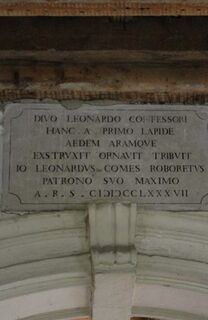 DIVO LEONARDO CONFESSORI
HANC A PRIMO LAPIDE
AEDEM ARAMQVE
EXSTRVXIT ORNAVIT TRIBVIT
IO LEONARDVS COMES ROBORETVS
PATRONO SVO MAXIMO
A. R. S. CIↃIↃCCLXXXVII